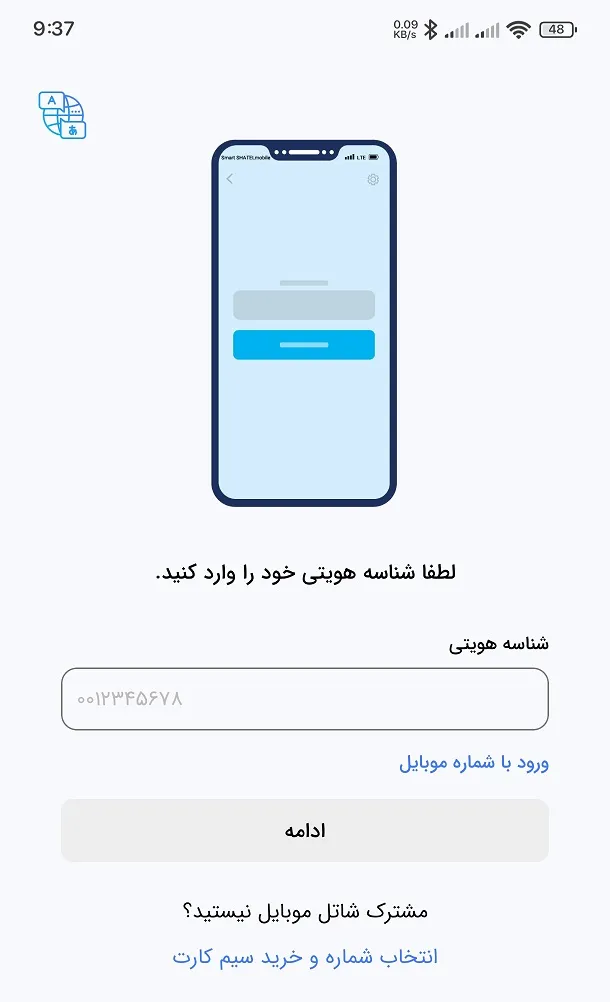 9:37
0.09
KB/s
48
A
あ
Smart SHATELmobile
LTE
لطفا شناسه هویتی خود را وارد کنید.
شناسه هویتی
۰۰۱۲۳۴۵۶۷۸
ورود با شماره موبایل
ادامه
مشترک شاتل موبایل نیستید؟
انتخاب شماره و خرید سیم کارت